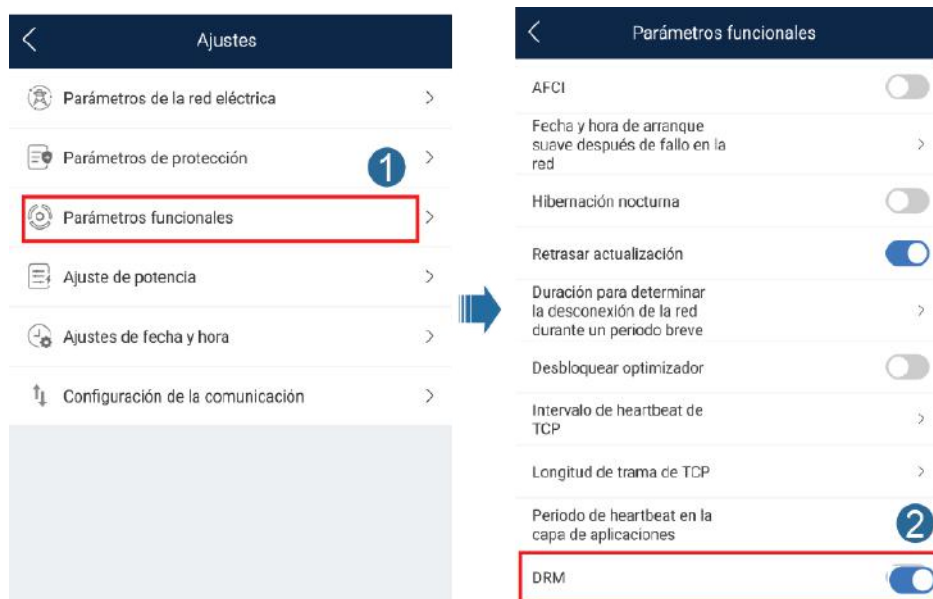 Ajustes
Parámetros de la red eléctrica
Parámetros de protección
1
Parámetros funcionales
Ajuste de potencia
Ajustes de fecha y hora
Configuración de la comunicación
Parámetros funcionales
AFCI
Fecha y hora de arranque
suave después de fallo en la
red
Hibernación nocturna
Retrasar actualización
Duración para determinar
la desconexión de la red
durante un periodo breve
Desbloquear optimizador
Intervalo de heartbeat de
TCP
Longitud de trama de TCP
Periodo de heartbeat en la
capa de aplicaciones
2
DRM